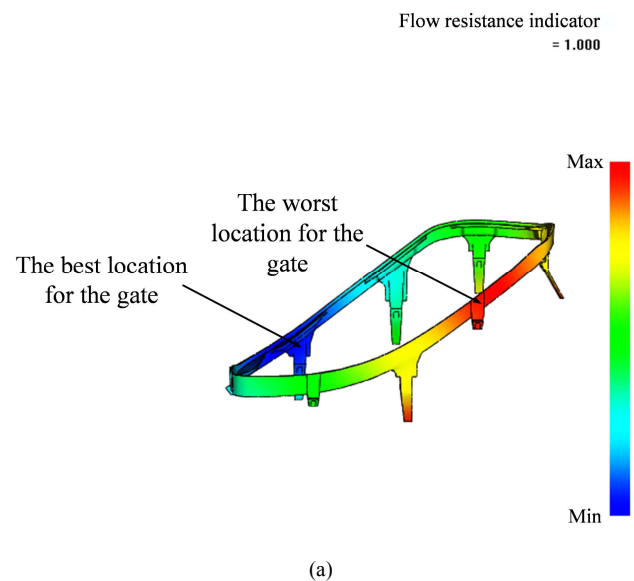 Flow resistance indicator
= 1.000
Max
The worst
location for the
gate
The best location
for the gate
Min
(a)